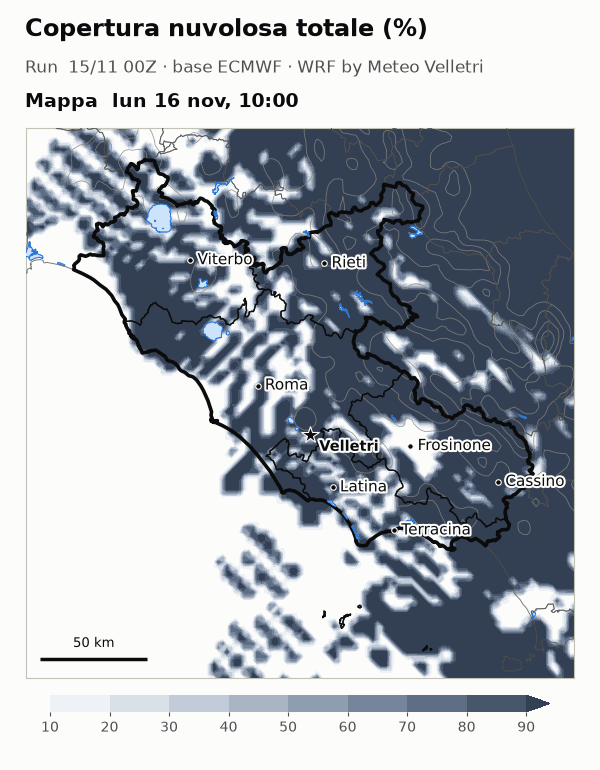 Copertura nuvolosa totale (%)
Run  15/11 00Z · base ECMWF · WRF by Meteo Velletri
Mappa  lun 16 nov, 10:00
Viterbo
Rieti
Roma
Velletri
Frosinone
Latina
Cassino
Terracina
50 km
10 20 30 40 50 60 70 80 90